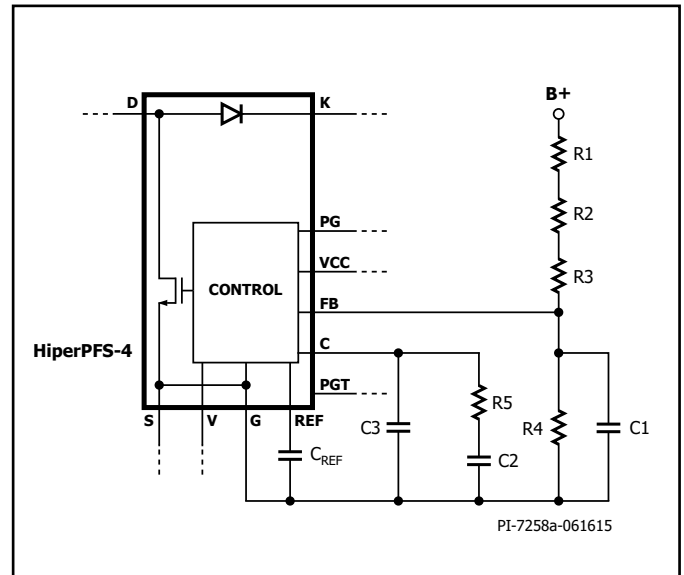 D
K
B+
R1
R2
R3
PG
VCC
CONTROL
FB
C
HiperPFS-4
PGT
S
V
G
REF
R5
R4
C1
C3
C2
CREF
PI-7258a-061615